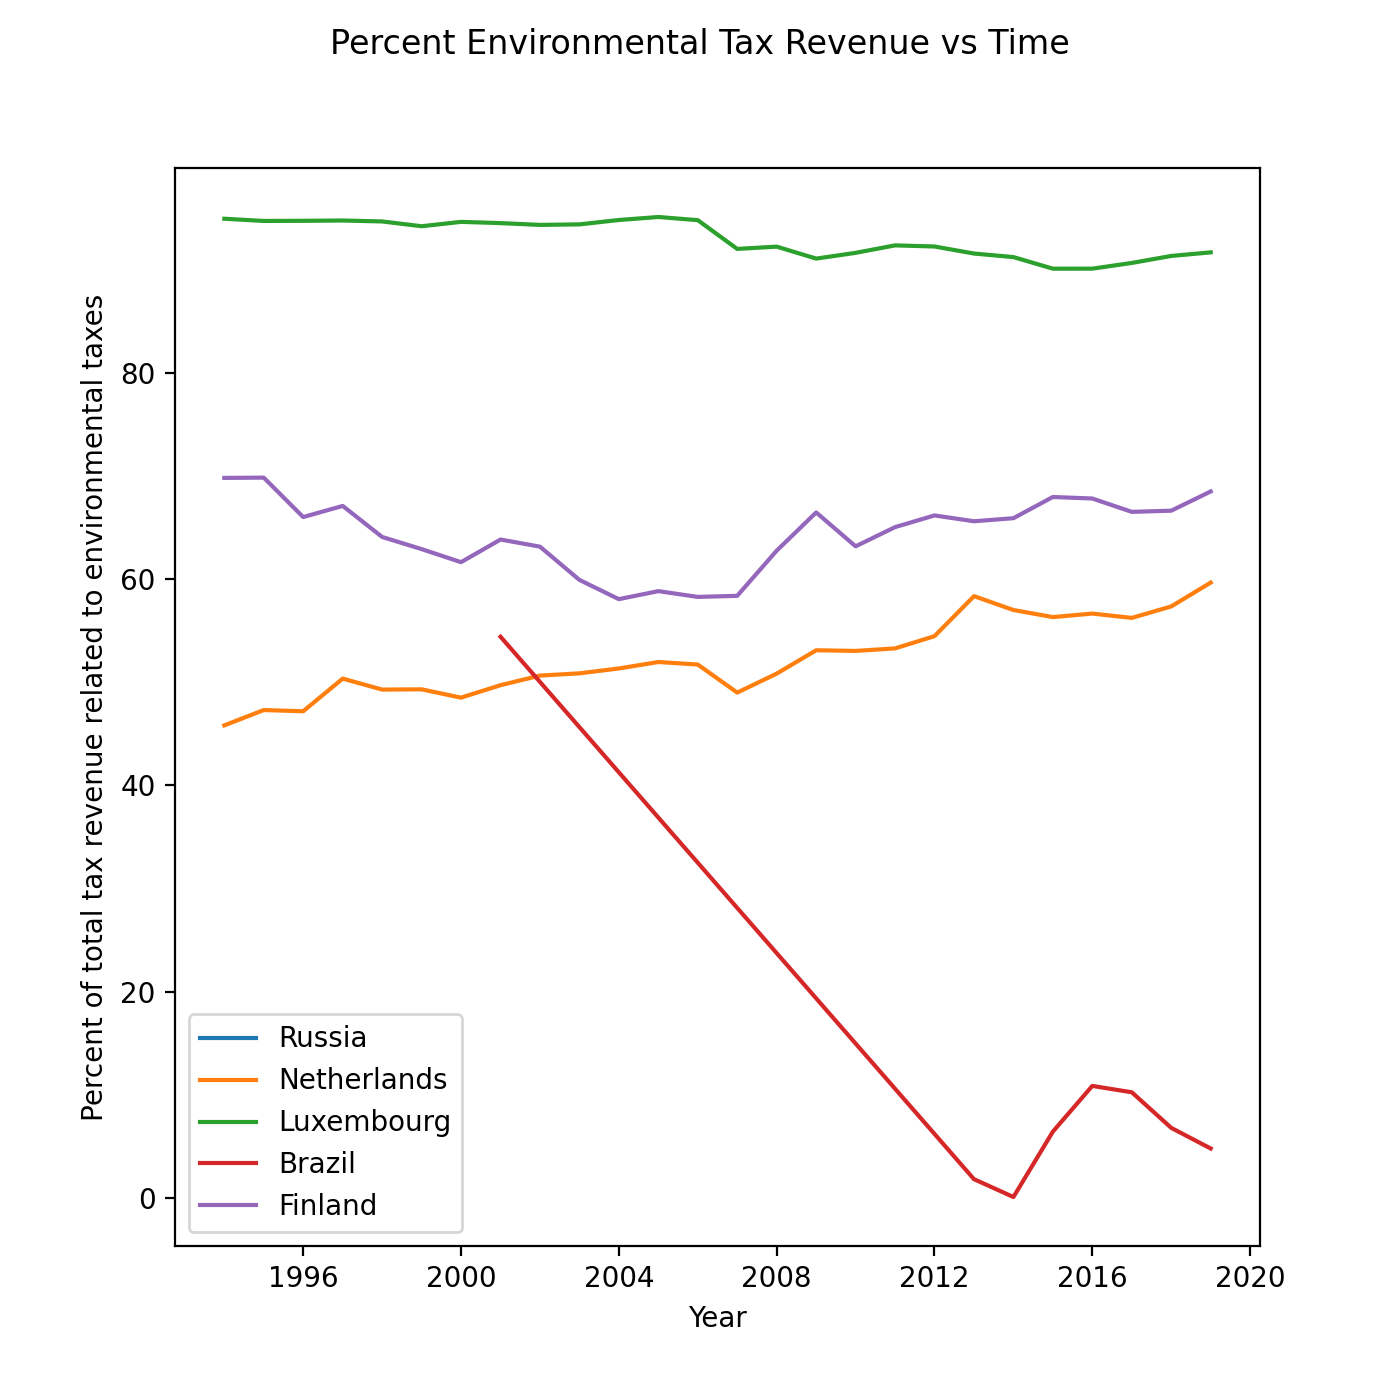 Percent Environmental Tax Revenue vs Time
Percent of total tax revenue related to environmental taxes
80
60
40
20
0
Russia
Netherlands
Luxembourg
Brazil
Finland
1996 2000 2004 2008 2012 2016 2020
Year